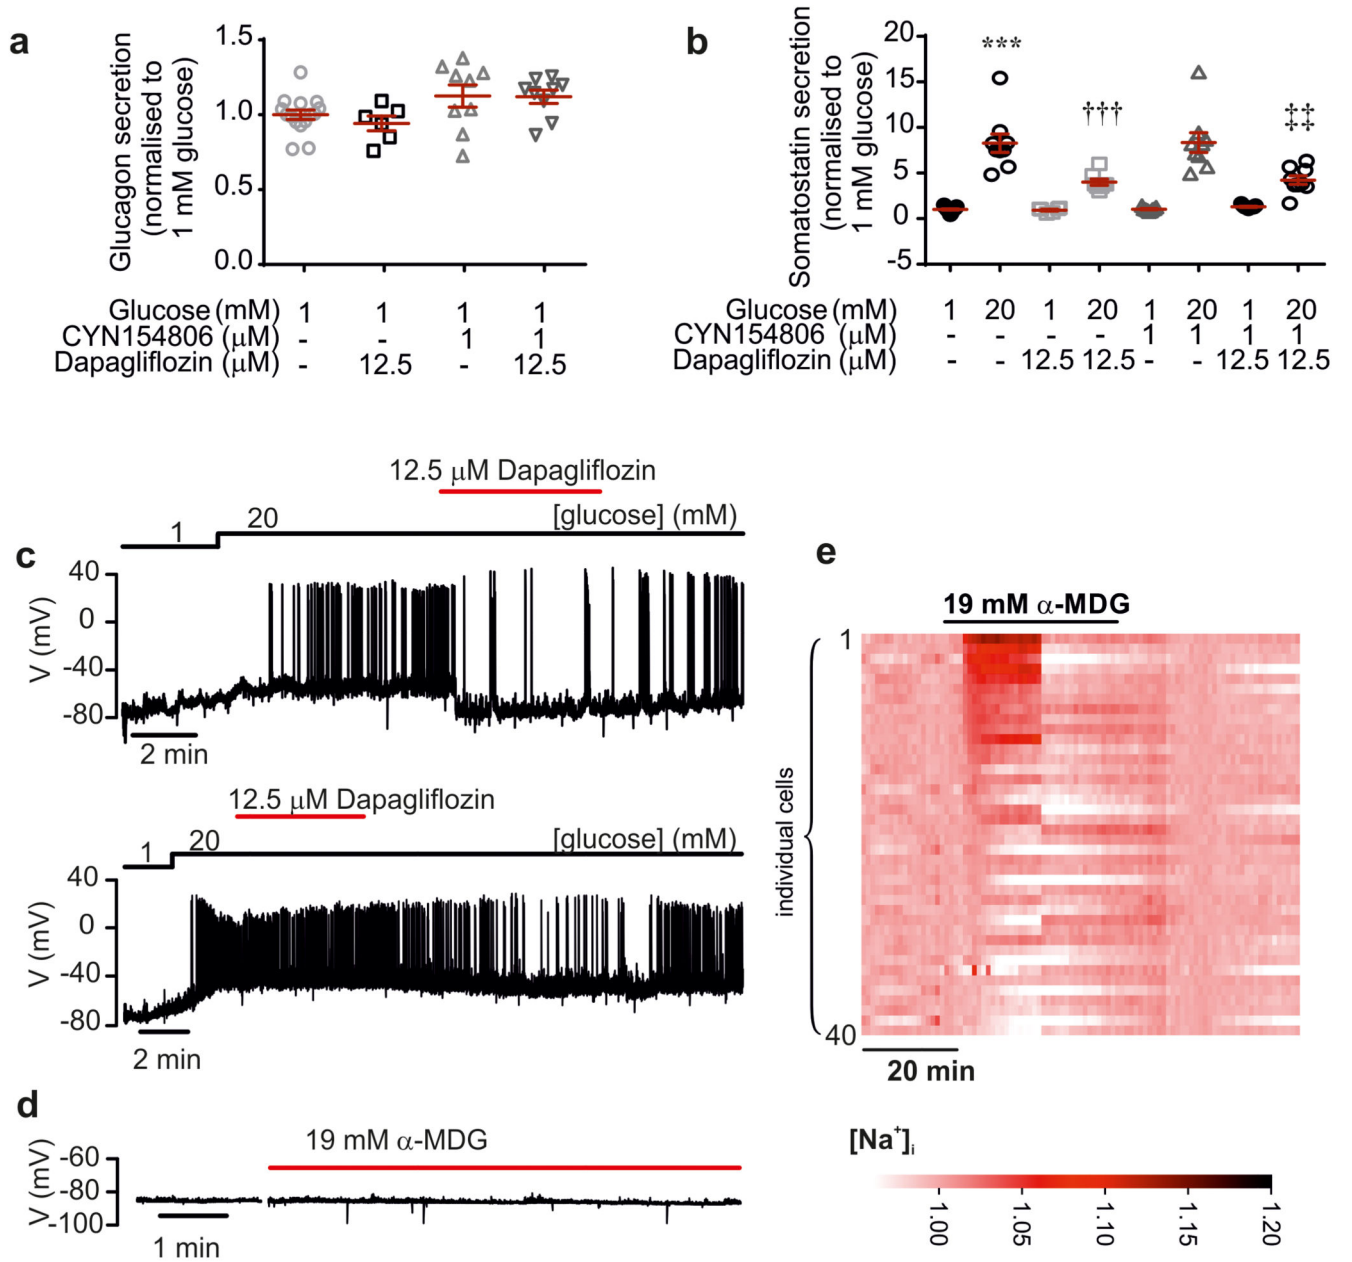 a
Glucagon secretion
(normalised to
1 mM glucose)
1.5
1.0
0.5
0.0
Glucose (mM) 1 1 1 1
CYN154806 (μM) - - 1 1
Dapagliflozin (μM) - 12.5 - 12.5
b
Somatostatin secretion
(normalised to
1 mM glucose)
20
15
10
5
0
-5
***
†††
‡‡
Glucose (mM) 1 20 1 20 1 20 1 20
CYN154806 (μM) - - - - 1 1 1 1
Dapagliflozin (μM) - - 12.5 12.5 - - 12.5 12.5
12.5 μM Dapagliflozin
1 20 [glucose] (mM)
c
V (mV)
40
0
-40
-80
2 min
12.5 μM Dapagliflozin
1 20 [glucose] (mM)
V (mV)
40
0
-40
-80
2 min
d
19 mM α-MDG
V (mV)
-60
-80
-100
1 min
e
19 mM α-MDG
1
individual cells
40
20 min
[Na⁺]ᵢ
1.00
1.05
1.10
1.15
1.20